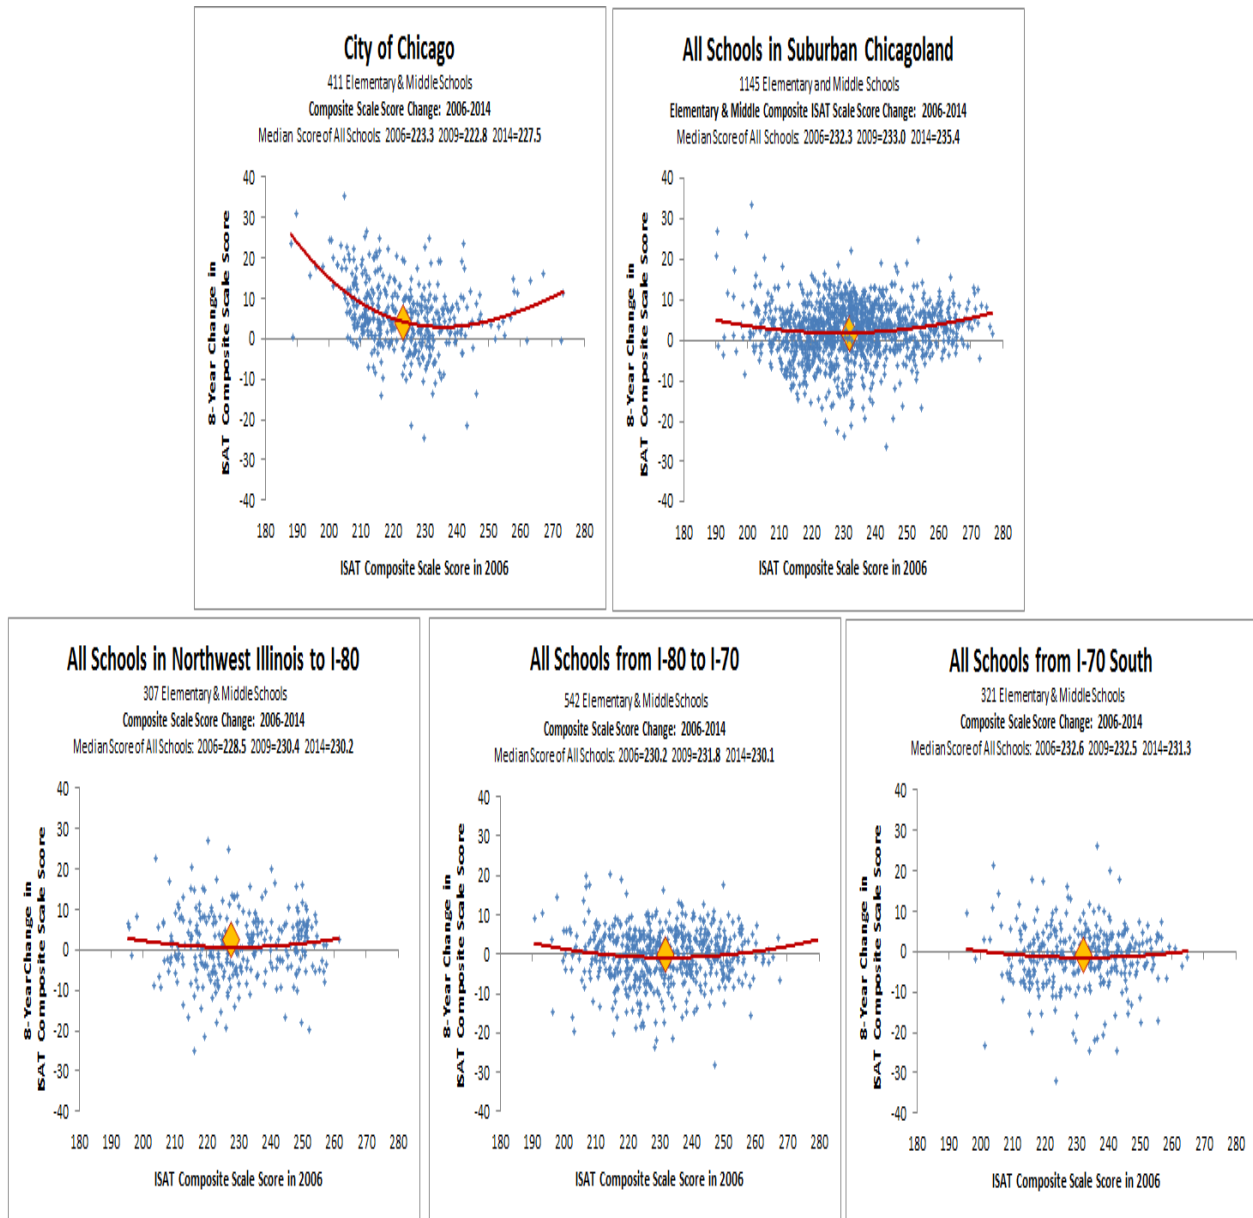 City of Chicago
411 Elementary & Middle Schools
Composite Scale Score Change: 2006-2014
Median Score of All Schools: 2006=223.3 2009=222.8 2014=227.5
8-Year Change in
ISAT Composite Scale Score
40
30
20
10
0
-10
-20
-30
-40
180 190 200 210 220 230 240 250 260 270 280
ISAT Composite Scale Score in 2006
All Schools in Suburban Chicagoland
1145 Elementary and Middle Schools
Elementary & Middle Composite ISAT Scale Score Change: 2006-2014
Median Score of All Schools: 2006=232.3 2009=233.0 2014=235.4
8-Year Change in
ISAT Composite Scale Score
40
30
20
10
0
-10
-20
-30
-40
180 190 200 210 220 230 240 250 260 270 280
ISAT Composite Scale Score in 2006
All Schools in Northwest Illinois to I-80
307 Elementary & Middle Schools
Composite Scale Score Change: 2006-2014
Median Score of All Schools: 2006=228.5 2009=230.4 2014=230.2
8-Year Change in
ISAT Composite Scale Score
40
30
20
10
0
-10
-20
-30
-40
180 190 200 210 220 230 240 250 260 270 280
ISAT Composite Scale Score in 2006
All Schools from I-80 to I-70
542 Elementary & Middle Schools
Composite Scale Score Change: 2006-2014
Median Score of All Schools: 2006=230.2 2009=231.8 2014=230.1
8-Year Change in
ISAT Composite Scale Score
40
30
20
10
0
-10
-20
-30
-40
180 190 200 210 220 230 240 250 260 270 280
ISAT Composite Scale Score in 2006
All Schools from I-70 South
321 Elementary & Middle Schools
Composite Scale Score Change: 2006-2014
Median Score of All Schools: 2006=232.6 2009=232.5 2014=231.3
8-Year Change in
ISAT Composite Scale Score
40
30
20
10
0
-10
-20
-30
-40
180 190 200 210 220 230 240 250 260 270 280
ISAT Composite Scale Score in 2006